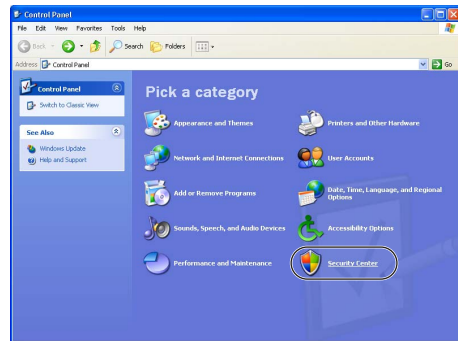 Control Panel
File Edit View Favorites Tools Help
Back Search Folders
Address Control Panel Go
Control Panel
Switch to Classic View
See Also
Windows Update
Help and Support
Pick a category
Appearance and Themes
Printers and Other Hardware
Network and Internet Connections
User Accounts
Add or Remove Programs
Date, Time, Language, and Regional
Options
Sounds, Speech, and Audio Devices
Accessibility Options
Performance and Maintenance
Security Center